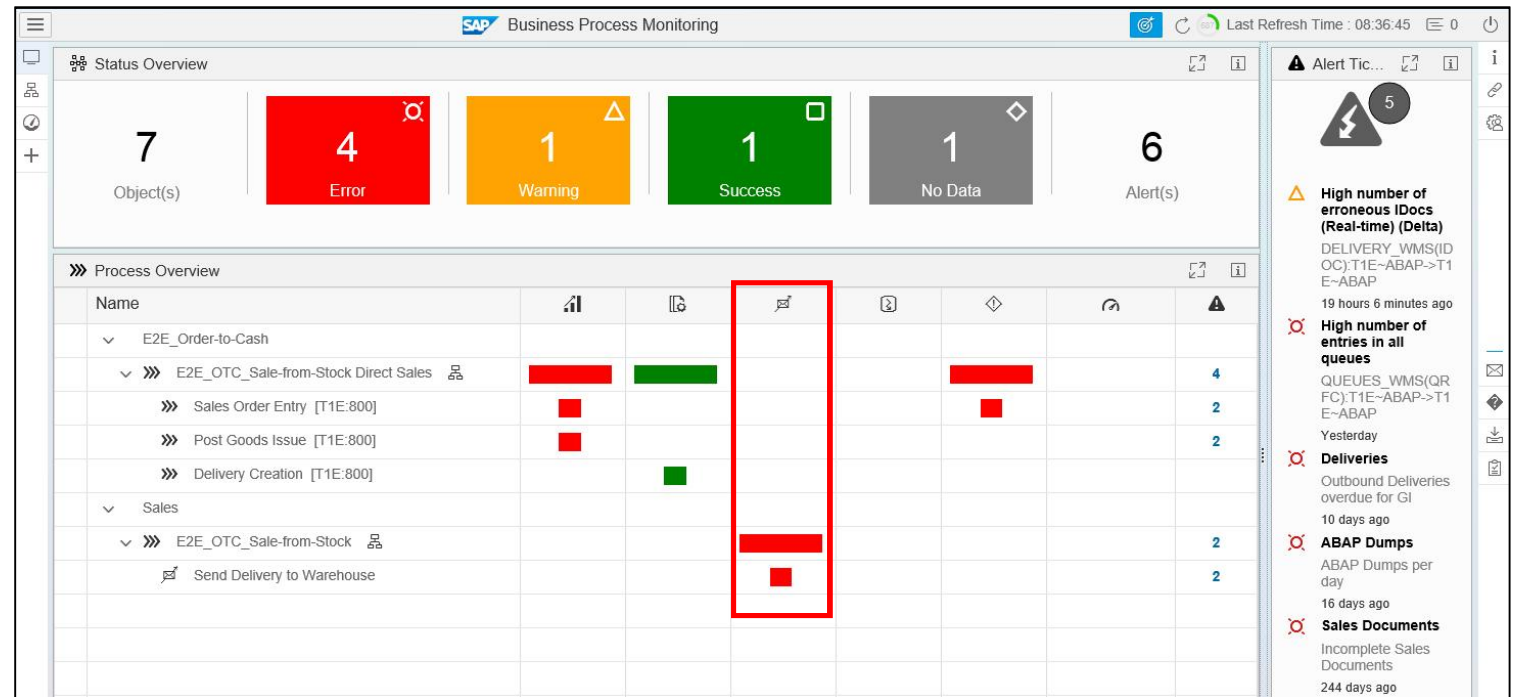 SAP Business Process Monitoring
Last Refresh Time : 08:36:45 0
Status Overview
7
Object(s)
4
Error
1
Warning
1
Success
1
No Data
6
Alert(s)
Process Overview
Name
E2E_Order-to-Cash
E2E_OTC_Sale-from-Stock Direct Sales 4
Sales Order Entry [T1E:800] 2
Post Goods Issue [T1E:800] 2
Delivery Creation [T1E:800]
Sales
E2E_OTC_Sale-from-Stock 2
Send Delivery to Warehouse 2
Alert Tic...
5
High number of
erroneous IDocs
(Real-time) (Delta)
DELIVERY_WMS(ID
OC):T1E~ABAP->T1
E~ABAP
19 hours 6 minutes ago
High number of
entries in all
queues
QUEUES_WMS(QR
FC):T1E~ABAP->T1
E~ABAP
Yesterday
Deliveries
Outbound Deliveries
overdue for GI
10 days ago
ABAP Dumps
ABAP Dumps per
day
16 days ago
Sales Documents
Incomplete Sales
Documents
244 days ago